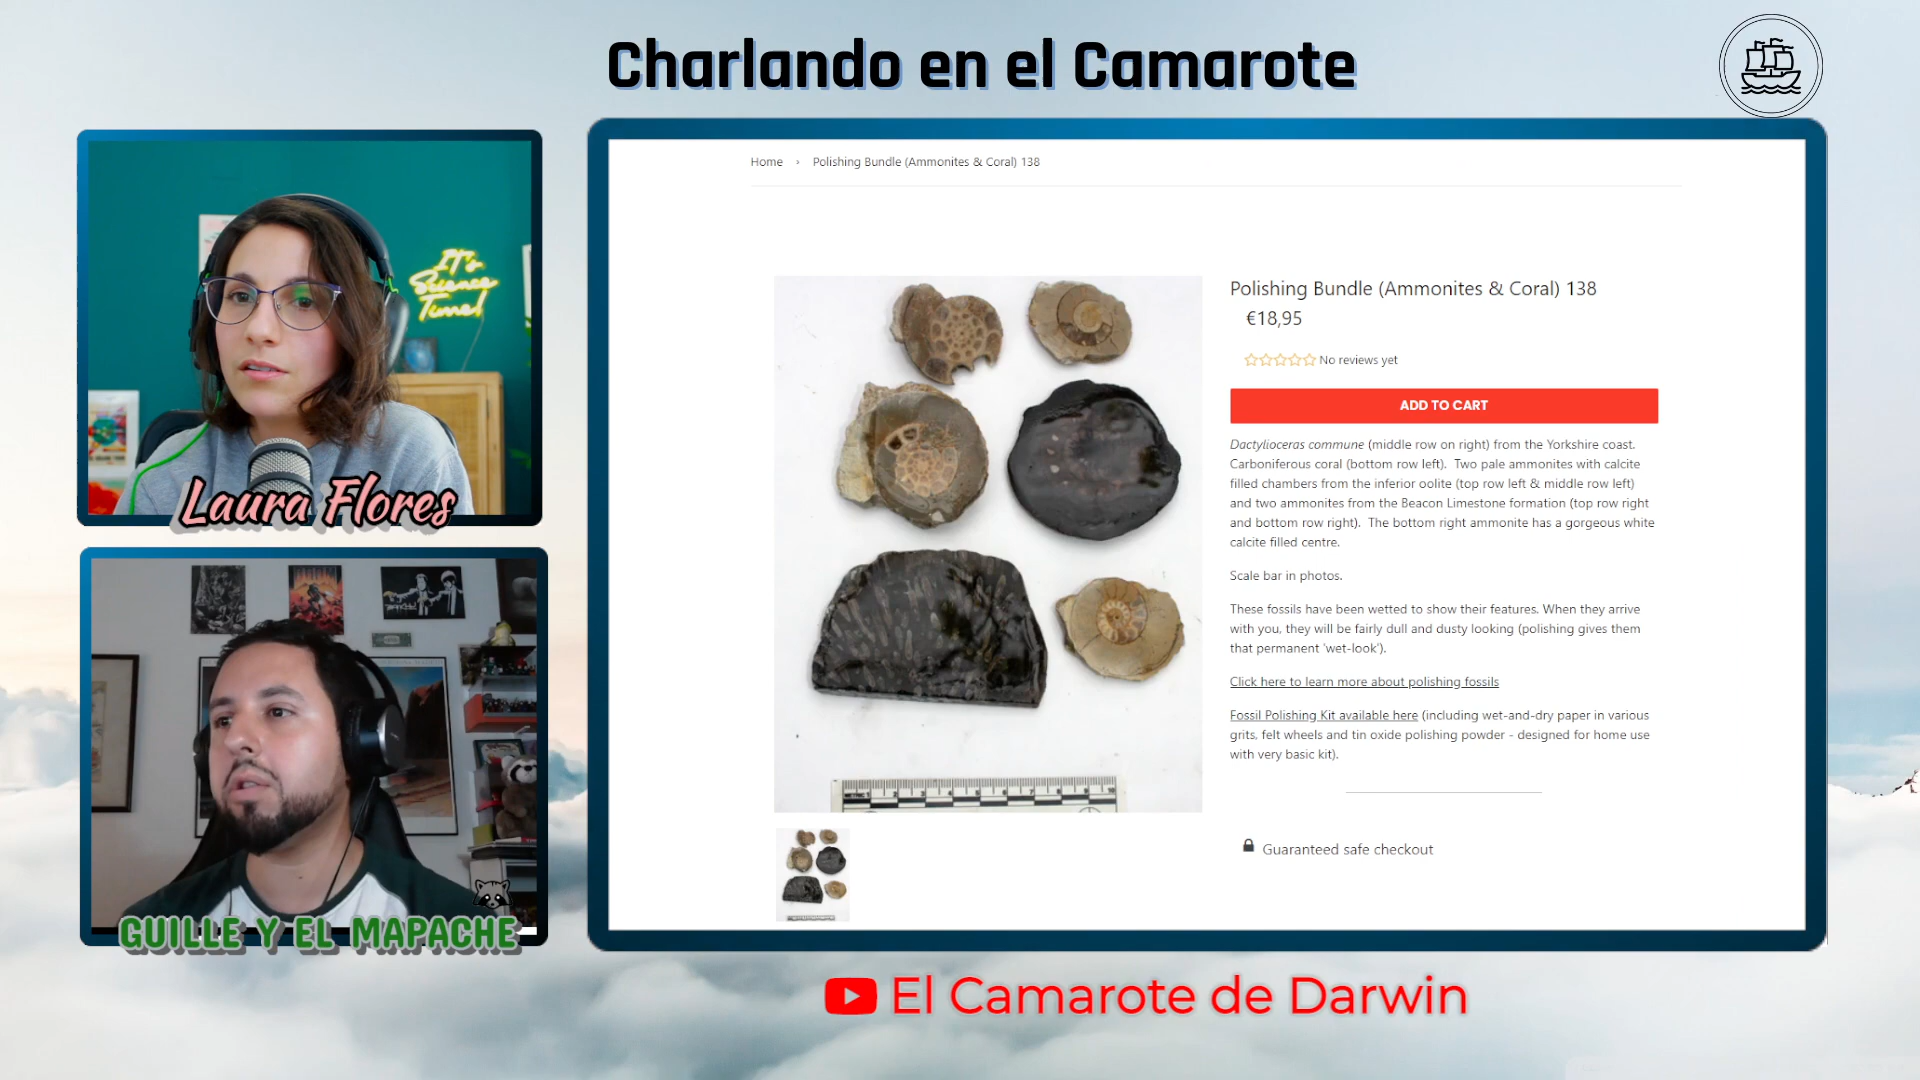 Charlando en el Camarote
Home › Polishing Bundle (Ammonites & Coral) 138
It's
Science
Time!
Laura Flores
GUILLE Y EL MAPACHE
Polishing Bundle (Ammonites & Coral) 138
€18,95
No reviews yet
ADD TO CART
Dactylioceras commune (middle row on right) from the Yorkshire coast.
Carboniferous coral (bottom row left). Two pale ammonites with calcite
filled chambers from the inferior oolite (top row left & middle row left)
and two ammonites from the Beacon Limestone formation (top row right
and bottom row right). The bottom right ammonite has a gorgeous white
calcite filled centre.
Scale bar in photos.
These fossils have been wetted to show their features. When they arrive
with you, they will be fairly dull and dusty looking (polishing gives them
that permanent 'wet-look').
Click here to learn more about polishing fossils
Fossil Polishing Kit available here (including wet-and-dry paper in various
grits, felt wheels and tin oxide polishing powder - designed for home use
with very basic kit).
Guaranteed safe checkout
El Camarote de Darwin